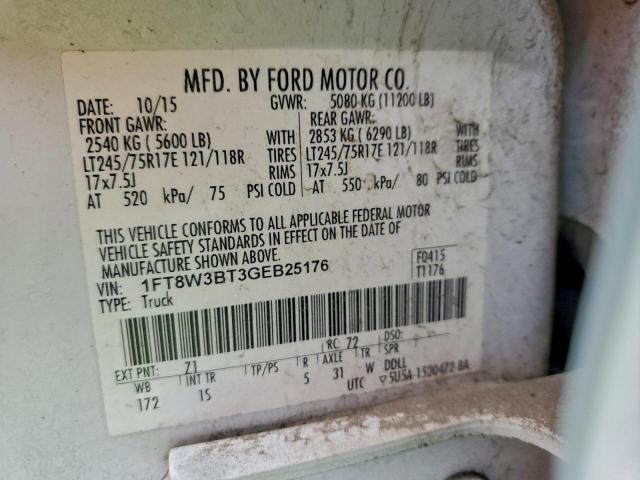 MFD. BY FORD MOTOR CO.
DATE: 10/15 GVWR: 5080 KG (11200 LB)
FRONT GAWR: REAR GAWR:
2540 KG ( 5600 LB) WITH 2853 KG ( 6290 LB) WITH
LT245/75R17E 121/118R TIRES LT245/75R17E 121/118R TIRES
17x7.5J RIMS 17x7.5J RIMS
AT 520 kPa/ 75 PSI COLD AT 550 kPa/ 80 PSI COLD
THIS VEHICLE CONFORMS TO ALL APPLICABLE FEDERAL MOTOR
VEHICLE SAFETY STANDARDS IN EFFECT ON THE DATE OF
MANUFACTURE SHOWN ABOVE.
VIN: 1FT8W3BT3GEB25176 F0415
TYPE: Truck T1176
EXT PNT: Z1 RC: 72 DSO:
WB INT TR TP/PS R AXLE TR SPR
172 1S 5 31 W DDLL
UTC ▽5U5A-1520472-BA